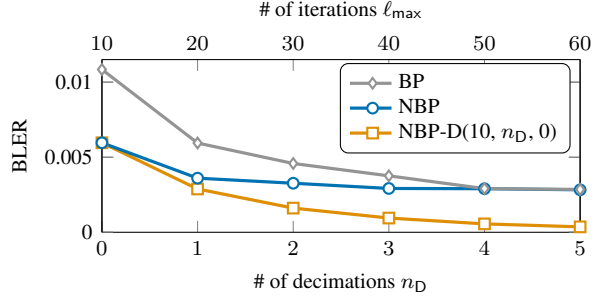 # of iterations ℓmax
10 20 30 40 50 60
BP
NBP
NBP-D(10, nD, 0)
BLER
0.01
0.005
0
0 1 2 3 4 5
# of decimations nD